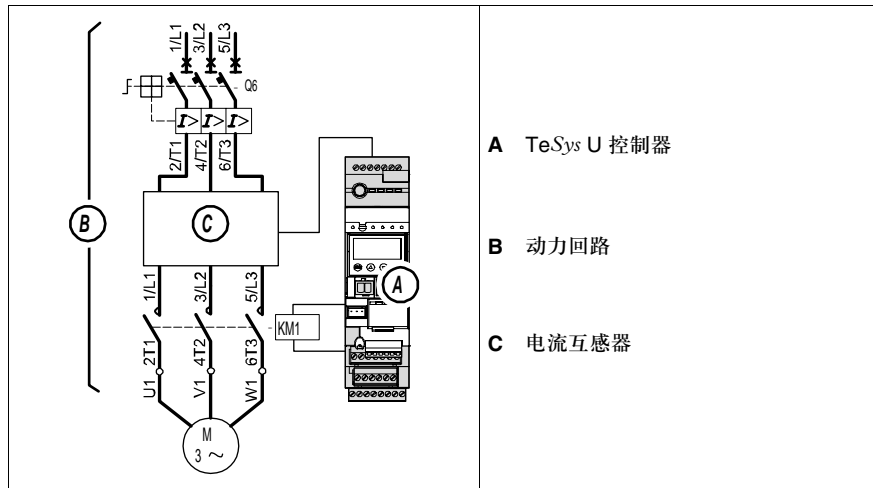 1/L1 3/L2 5/L3
Q6
I> I> I>
2/T1 4/T2 6/T3
B
C
A
1/L1 3/L2 5/L3
KM1
2T1 4T2 6T3
U1 V1 W1
M
3 ~
A TeSys U 控制器
B 动力回路
C 电流互感器